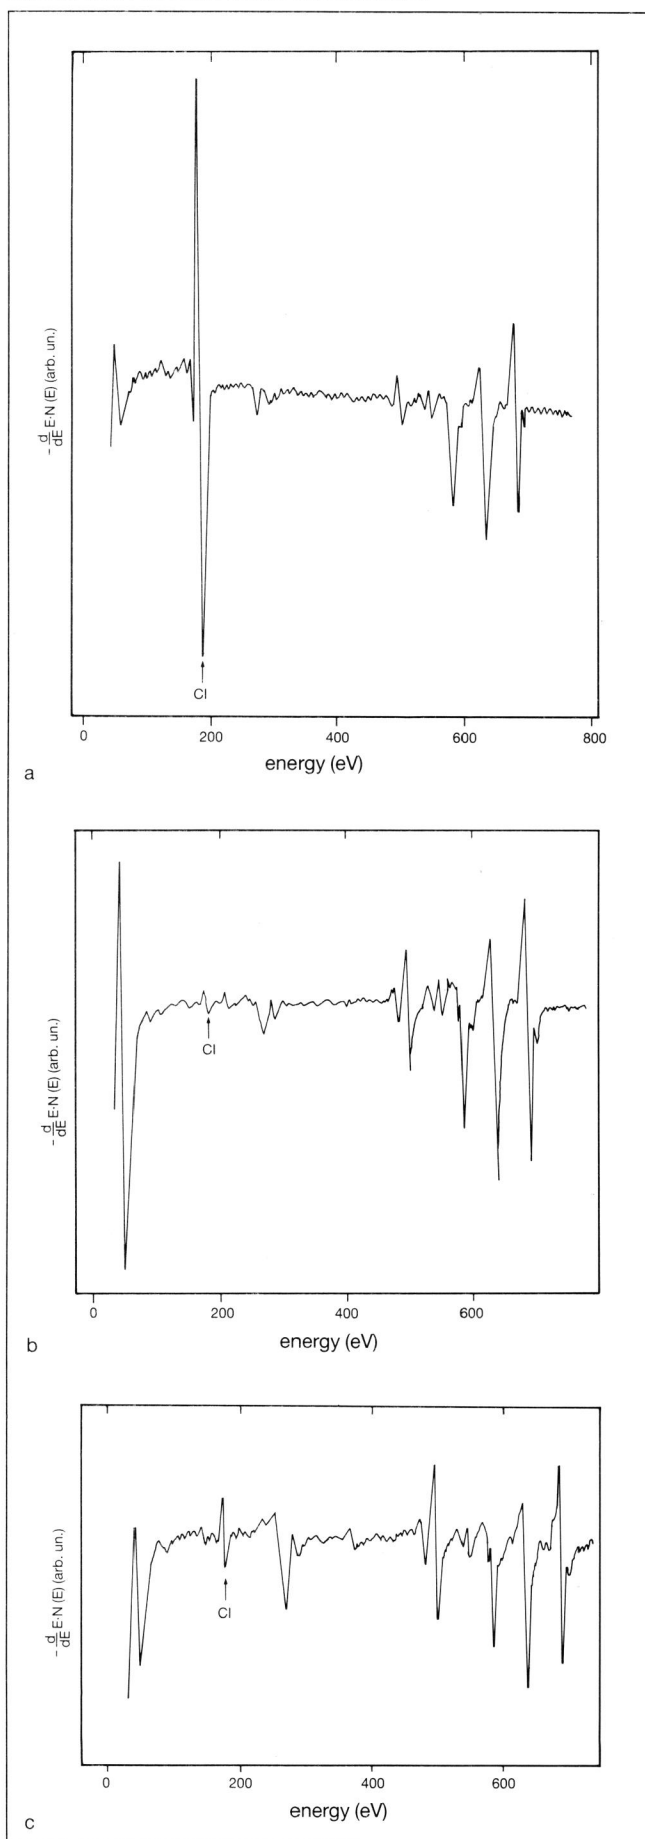 - d/dE E·N (E) (arb. un.)
Cl
0 200 400 600 800
energy (eV)
a
- d/dE E·N (E) (arb. un.)
Cl
0 200 400 600
energy (eV)
b
- d/dE E·N (E) (arb. un.)
Cl
0 200 400 600
energy (eV)
c